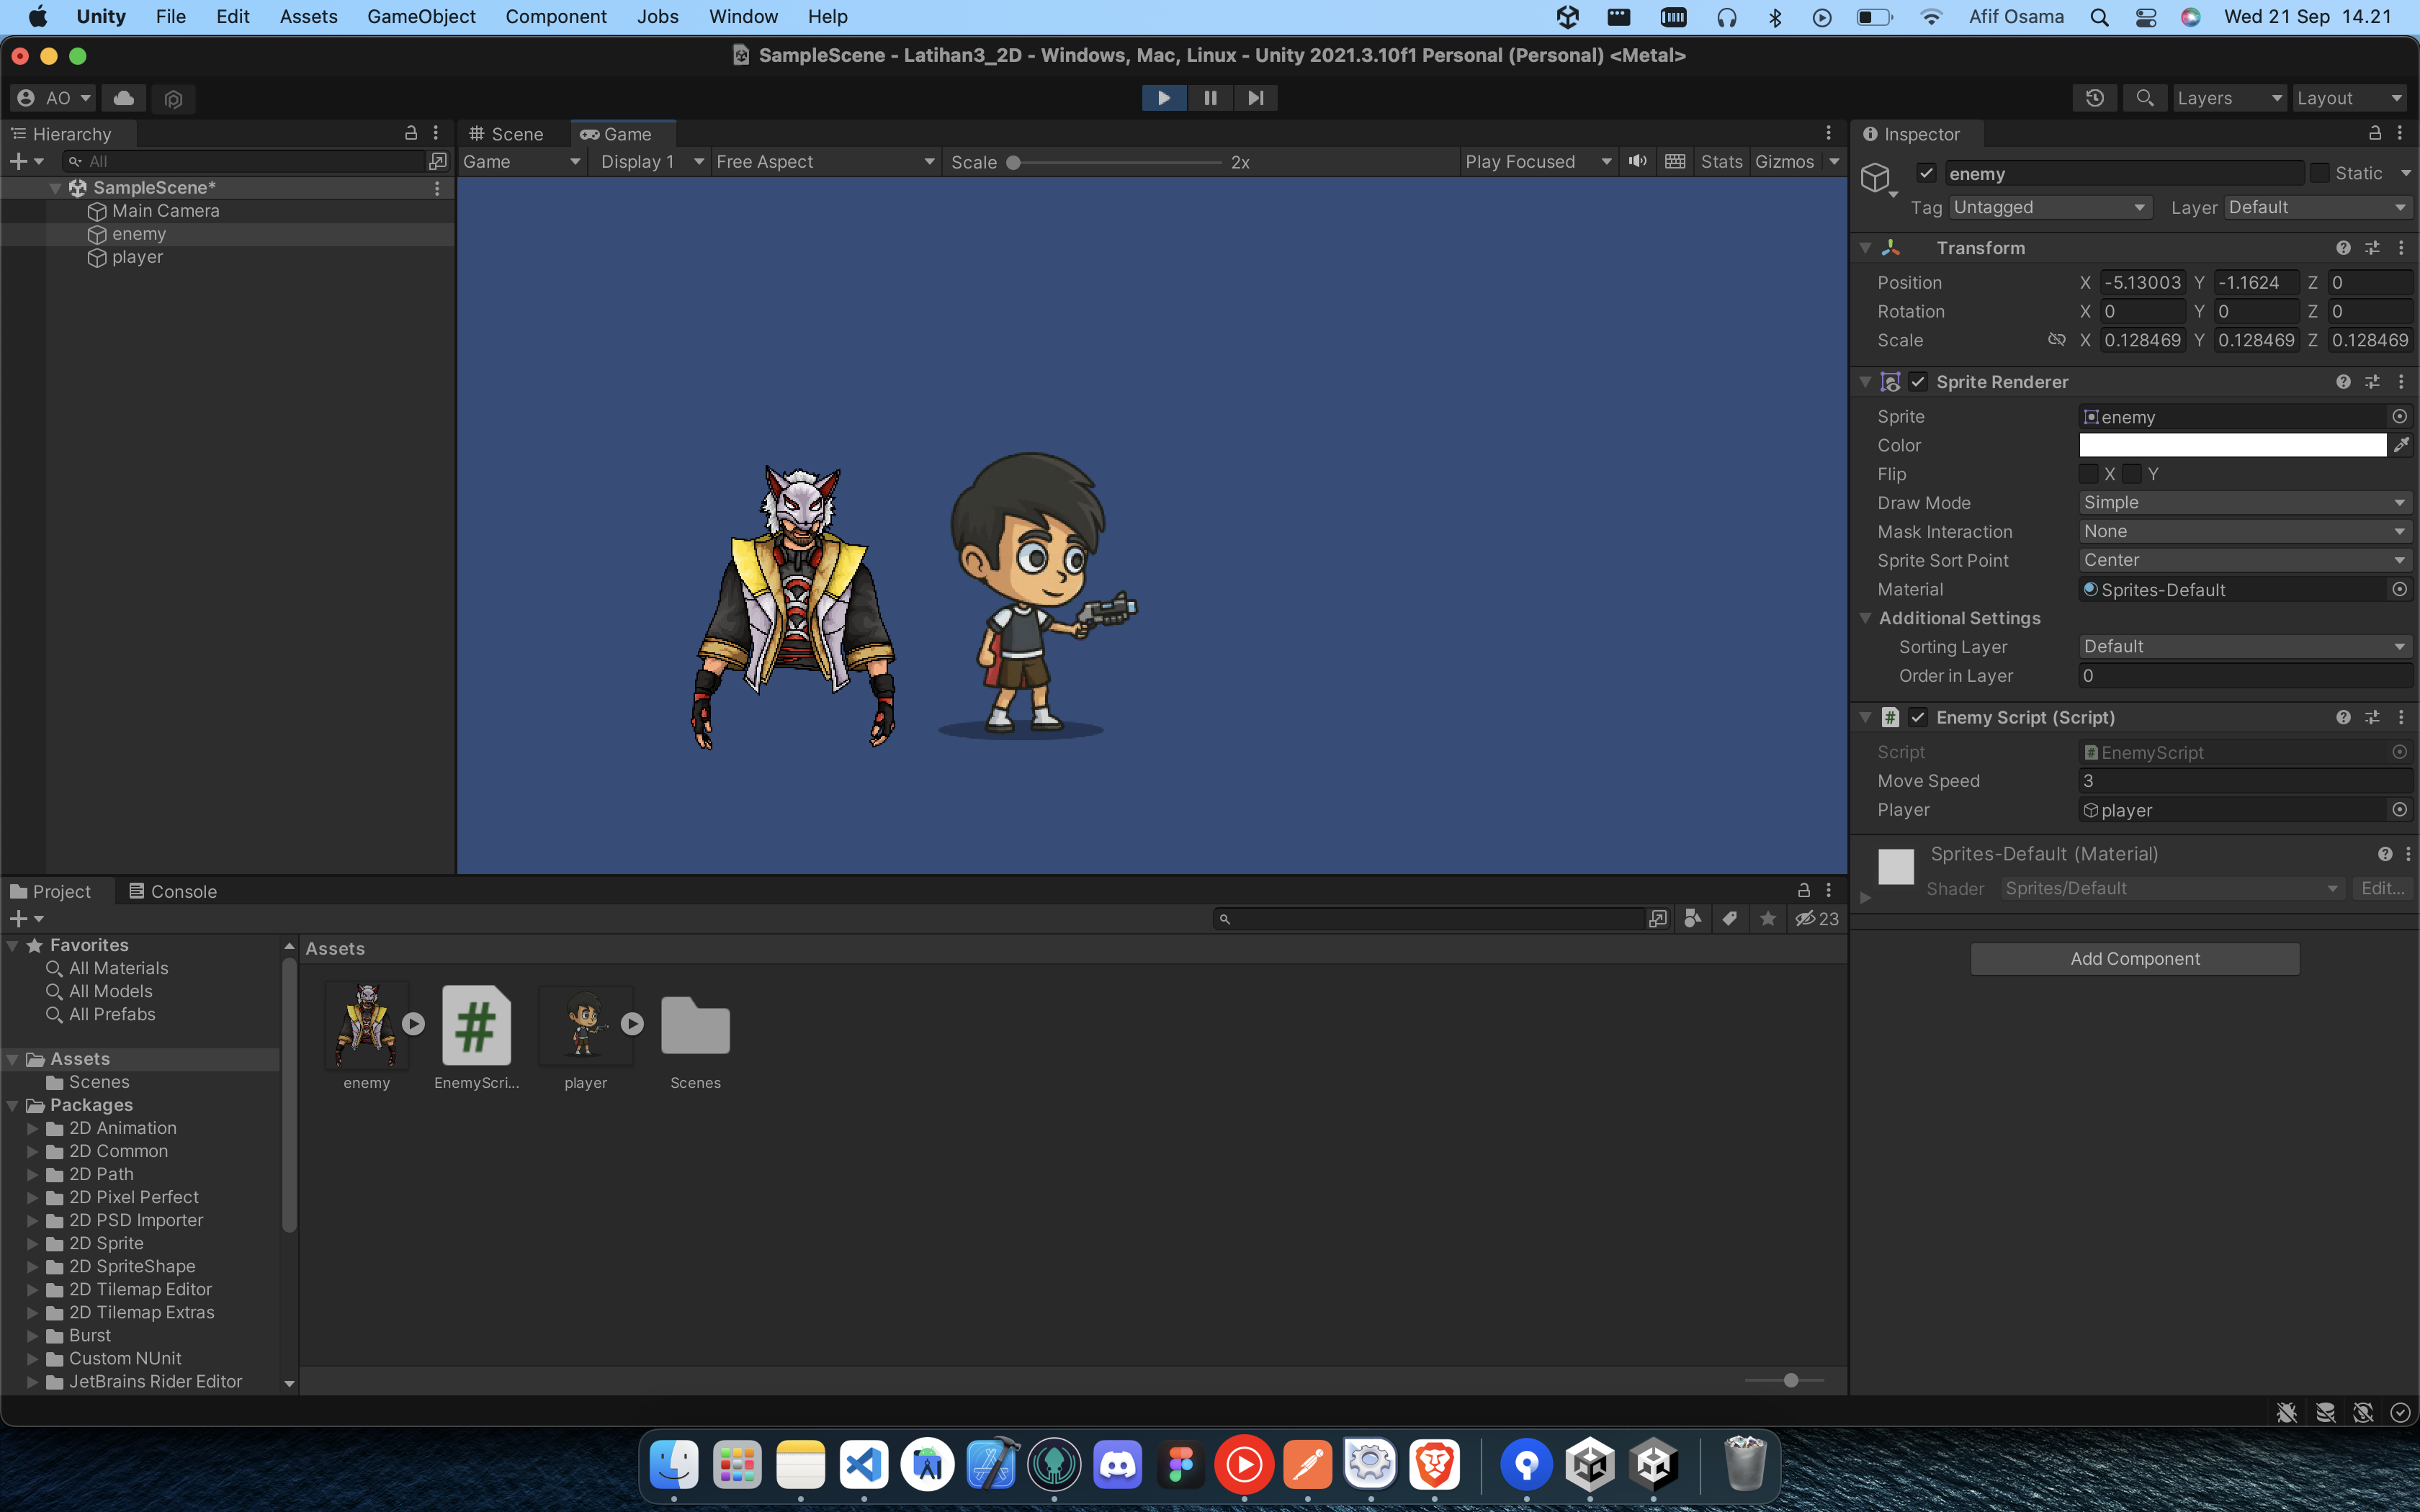 Unity File Edit Assets GameObject Component Jobs Window Help Afif Osama Wed 21 Sep 14.21
SampleScene - Latihan3_2D - Windows, Mac, Linux - Unity 2021.3.10f1 Personal (Personal) <Metal>
AO Layers Layout
Hierarchy
All
SampleScene*
Main Camera
enemy
player
Scene Game
Game Display 1 Free Aspect Scale 2x Play Focused Stats Gizmos
Inspector
enemy Static
Tag Untagged Layer Default
Transform
Position X -5.13003 Y -1.1624 Z 0
Rotation X 0 Y 0 Z 0
Scale X 0.128469 Y 0.128469 Z 0.128469
Sprite Renderer
Sprite enemy
Color
Flip X Y
Draw Mode Simple
Mask Interaction None
Sprite Sort Point Center
Material Sprites-Default
Additional Settings
Sorting Layer Default
Order in Layer 0
# Enemy Script (Script)
Script # EnemyScript
Move Speed 3
Player player
Sprites-Default (Material)
Shader Sprites/Default Edit...
Add Component
Project Console
23
Favorites
All Materials
All Models
All Prefabs
Assets
Scenes
Packages
2D Animation
2D Common
2D Path
2D Pixel Perfect
2D PSD Importer
2D Sprite
2D SpriteShape
2D Tilemap Editor
2D Tilemap Extras
Burst
Custom NUnit
JetBrains Rider Editor
Assets
#
enemy EnemyScri... player Scenes